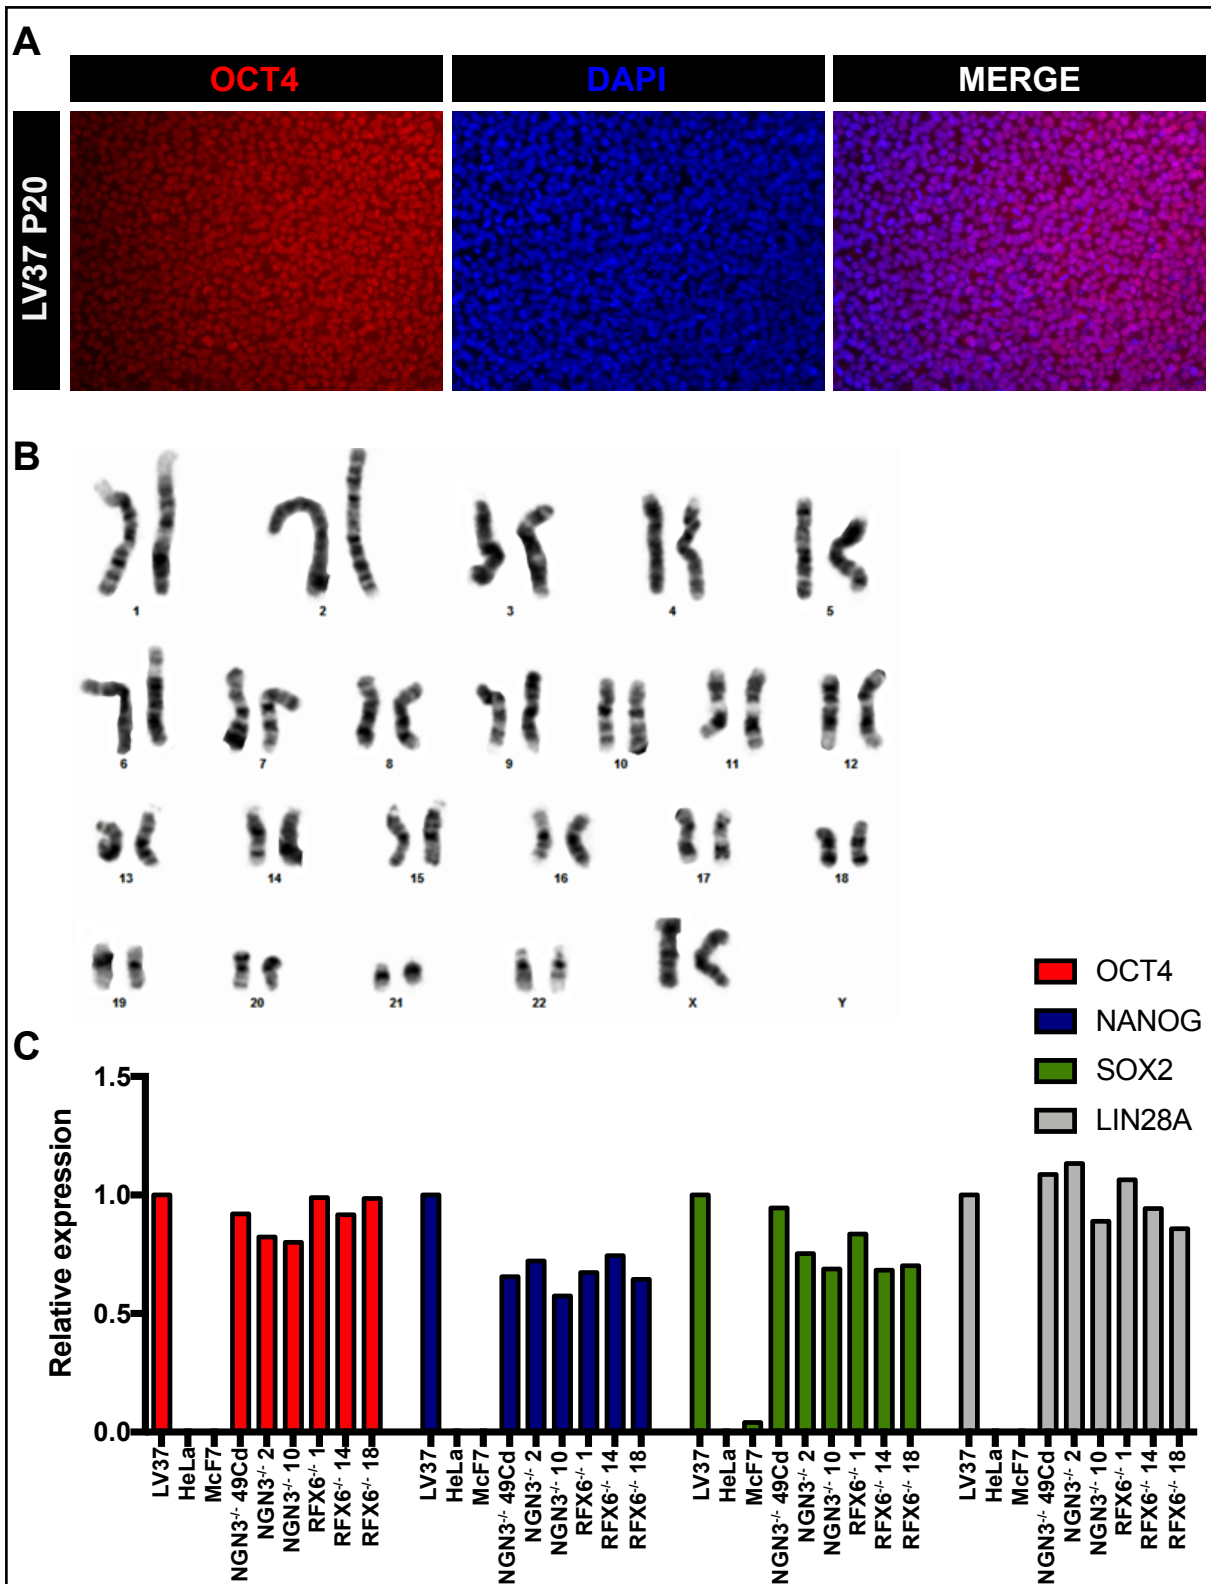 A
OCT4 DAPI MERGE
LV37 P20
B
1 2 3 4 5
6 7 8 9 10 11 12
13 14 15 16 17 18
19 20 21 22 X Y
OCT4
NANOG
SOX2
LIN28A
C
Relative expression
1.5
1.0
0.5
0.0
LV37 HeLa McF7 NGN3-/- 49Cd NGN3-/- 2 NGN3-/- 10 RFX6-/- 1 RFX6-/- 14 RFX6-/- 18
LV37 HeLa McF7 NGN3-/- 49Cd NGN3-/- 2 NGN3-/- 10 RFX6-/- 1 RFX6-/- 14 RFX6-/- 18
LV37 HeLa McF7 NGN3-/- 49Cd NGN3-/- 2 NGN3-/- 10 RFX6-/- 1 RFX6-/- 14 RFX6-/- 18
LV37 HeLa McF7 NGN3-/- 49Cd NGN3-/- 2 NGN3-/- 10 RFX6-/- 1 RFX6-/- 14 RFX6-/- 18